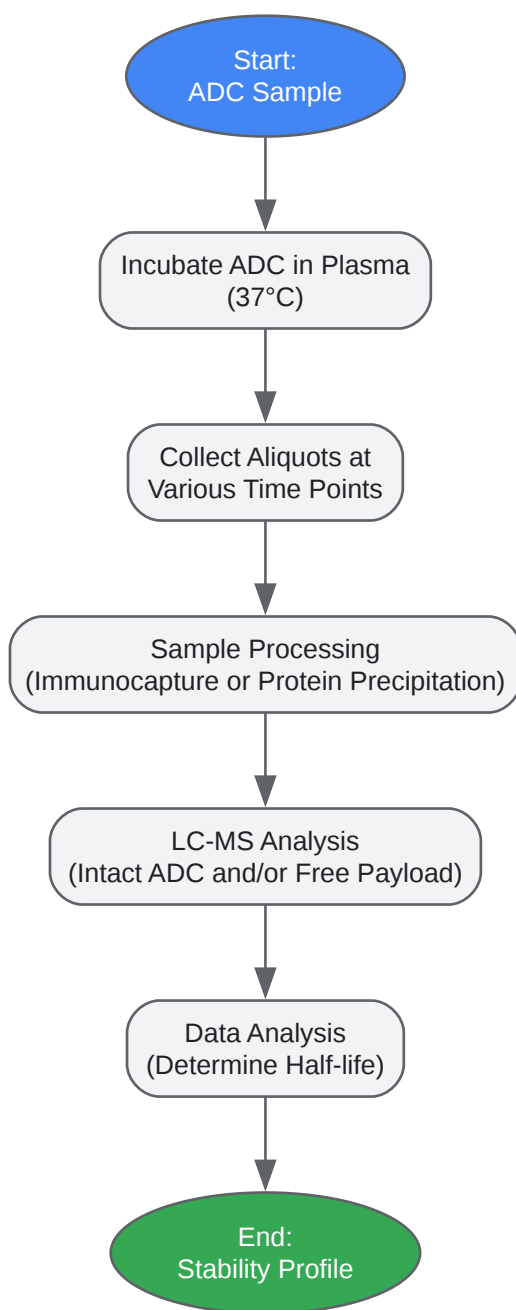 Start:
ADC Sample
Incubate ADC in Plasma
(37°C)
Collect Aliquots at
Various Time Points
Sample Processing
(Immunocapture or Protein Precipitation)
LC-MS Analysis
(Intact ADC and/or Free Payload)
Data Analysis
(Determine Half-life)
End:
Stability Profile